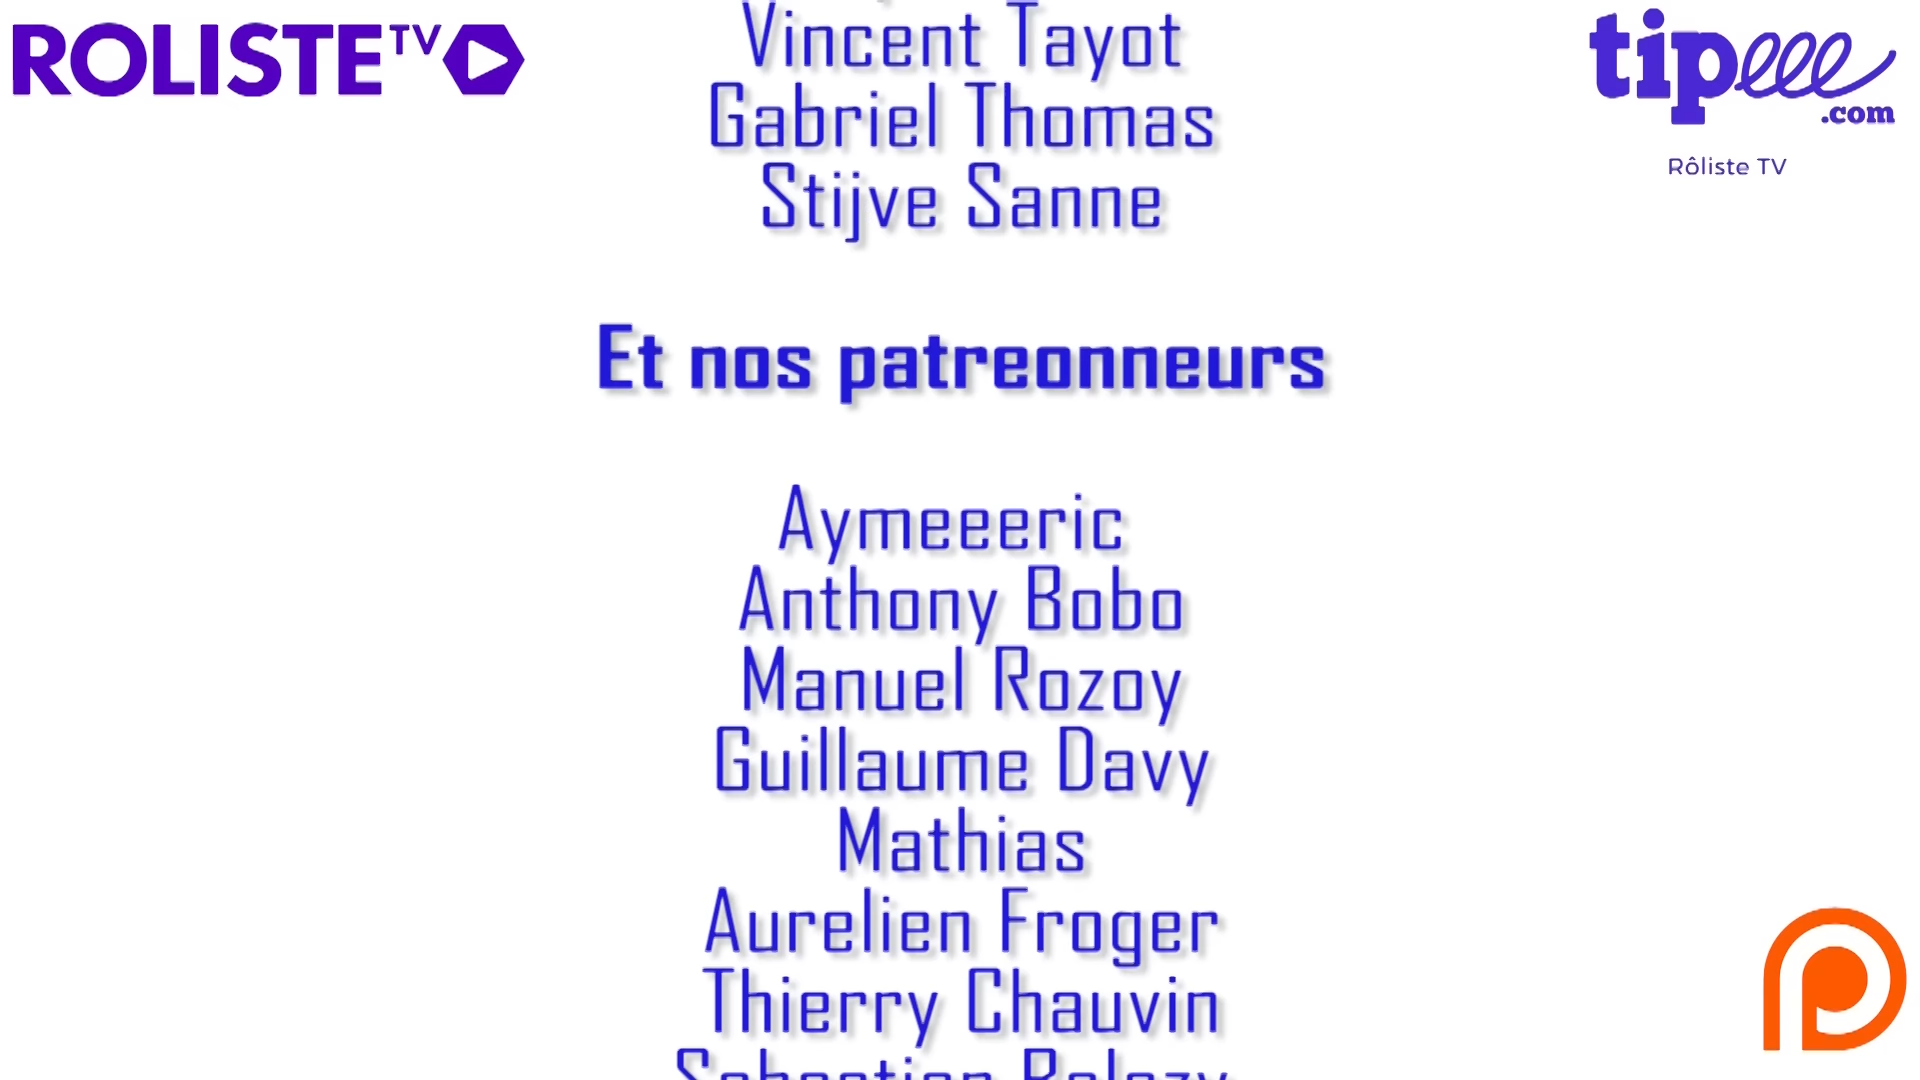 ROLISTE TV
tipeee
.com
Rôliste TV
Vincent Tayot
Gabriel Thomas
Stijve Sanne
Et nos patreonneurs
Aymeeeric
Anthony Bobo
Manuel Rozoy
Guillaume Davy
Mathias
Aurelien Froger
Thierry Chauvin